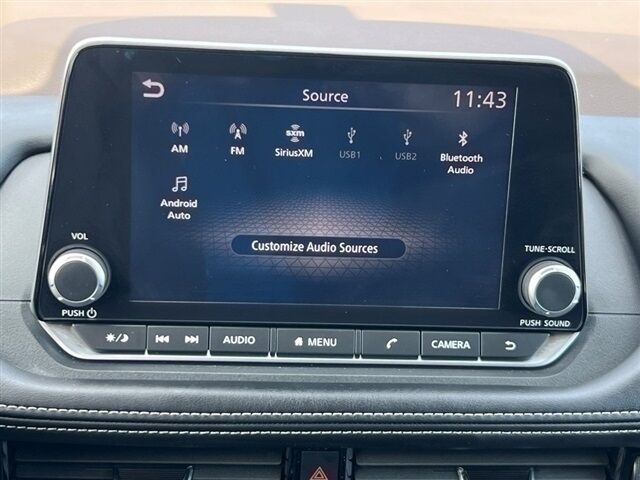 Source 11:43
AM FM SiriusXM USB1 USB2 Bluetooth Audio
sxm
Android Auto
Customize Audio Sources
VOL
PUSH
TUNE·SCROLL
PUSH SOUND
AUDIO MENU CAMERA